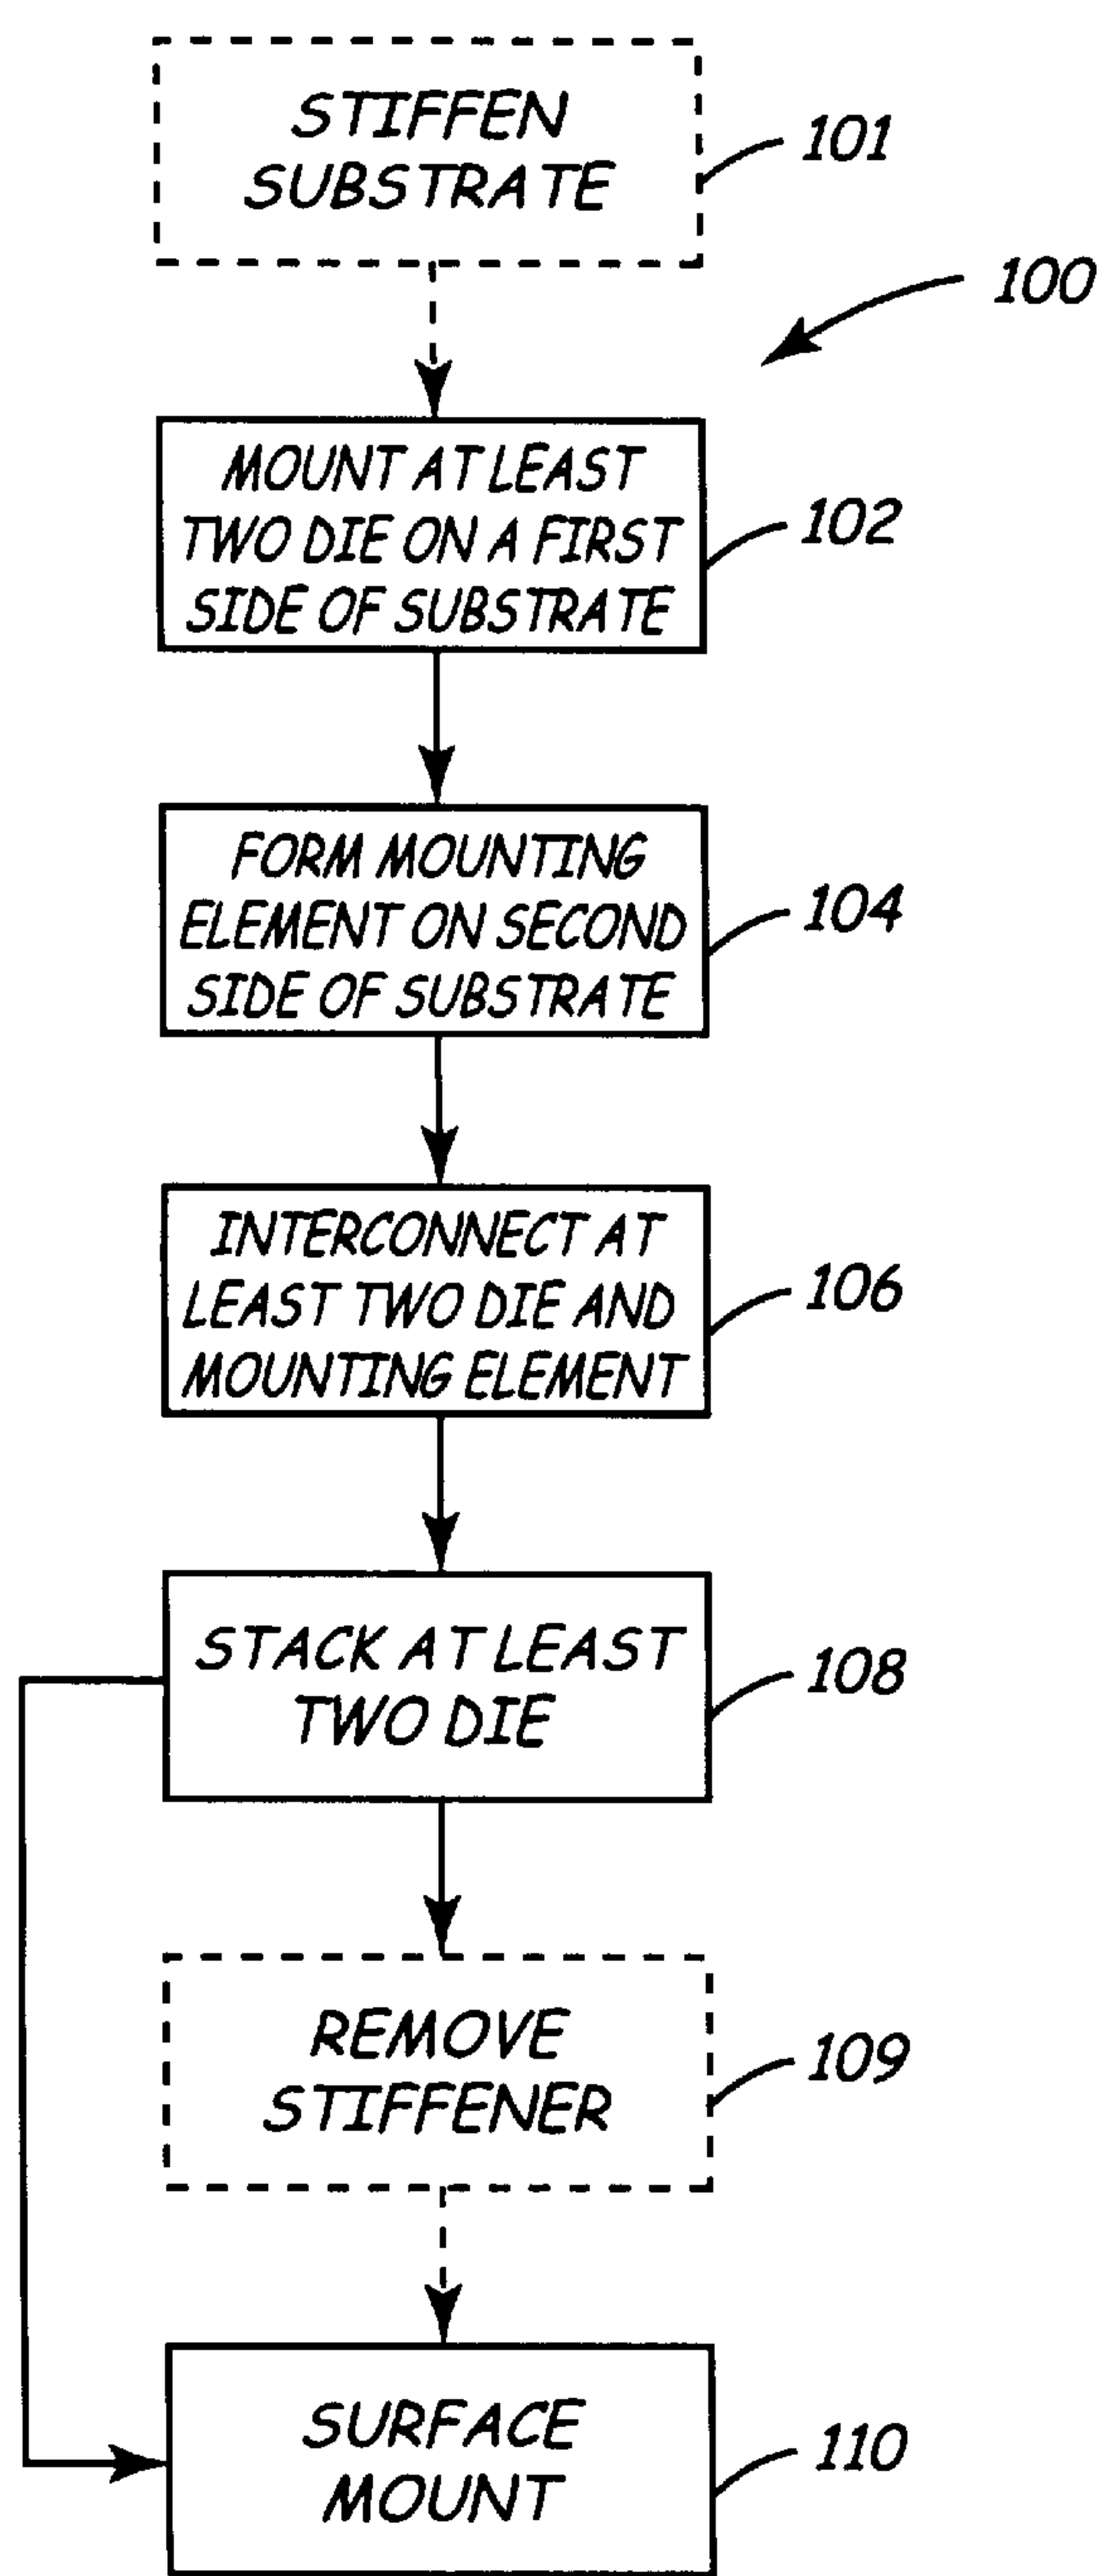 STIFFEN
SUBSTRATE
101
100
MOUNT AT LEAST
TWO DIE ON A FIRST
SIDE OF SUBSTRATE
102
FORM MOUNTING
ELEMENT ON SECOND
SIDE OF SUBSTRATE
104
INTERCONNECT AT
LEAST TWO DIE AND
MOUNTING ELEMENT
106
STACK AT LEAST
TWO DIE
108
REMOVE
STIFFENER
109
SURFACE
MOUNT
110